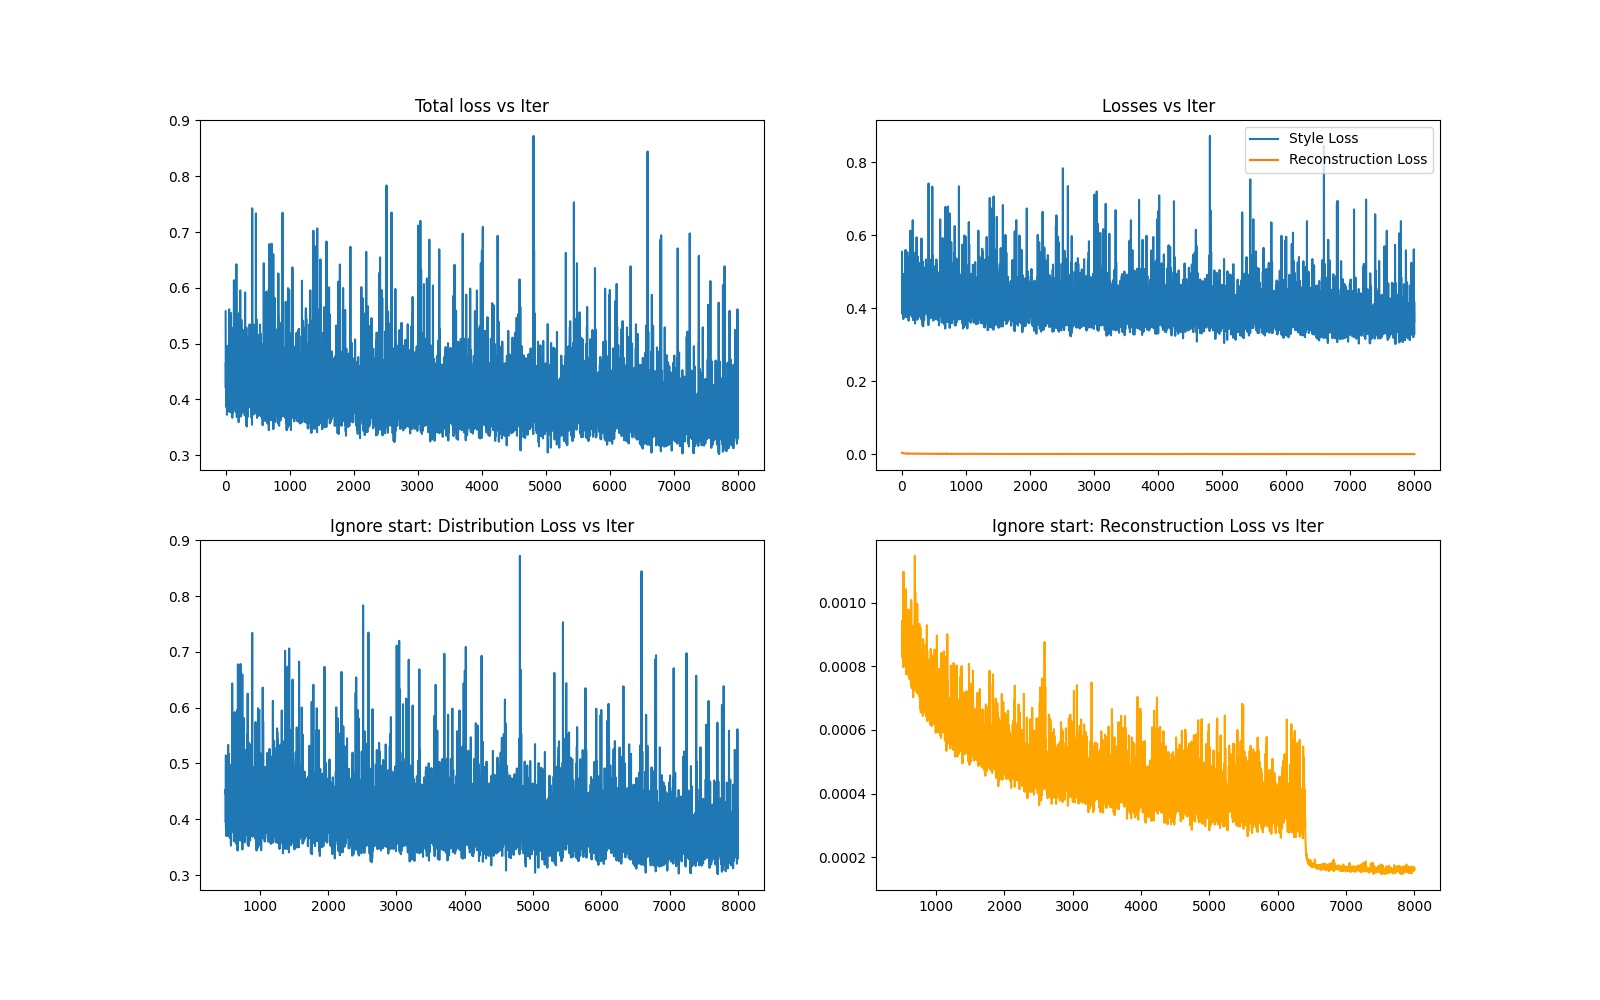 Total loss vs Iter
0.9
0.8
0.7
0.6
0.5
0.4
0.3
0 1000 2000 3000 4000 5000 6000 7000 8000
Losses vs Iter
Style Loss
Reconstruction Loss
0.8
0.6
0.4
0.2
0.0
0 1000 2000 3000 4000 5000 6000 7000 8000
Ignore start: Distribution Loss vs Iter
0.9
0.8
0.7
0.6
0.5
0.4
0.3
1000 2000 3000 4000 5000 6000 7000 8000
Ignore start: Reconstruction Loss vs Iter
0.0010
0.0008
0.0006
0.0004
0.0002
1000 2000 3000 4000 5000 6000 7000 8000